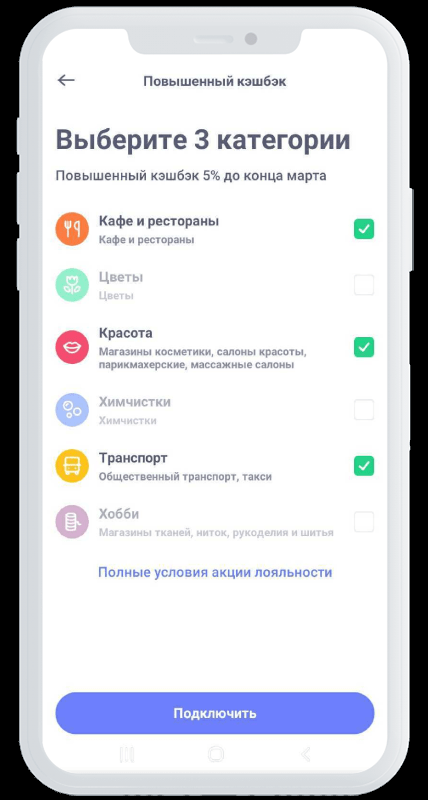 Повышенный кэшбэк
Выберите 3 категории
Повышенный кэшбэк 5% до конца марта
Кафе и рестораны
Кафе и рестораны
Цветы
Цветы
Красота
Магазины косметики, салоны красоты,
парикмахерские, массажные салоны
Химчистки
Химчистки
Транспорт
Общественный транспорт, такси
Хобби
Магазины тканей, ниток, рукоделия и шитья
Полные условия акции лояльности
Подключить